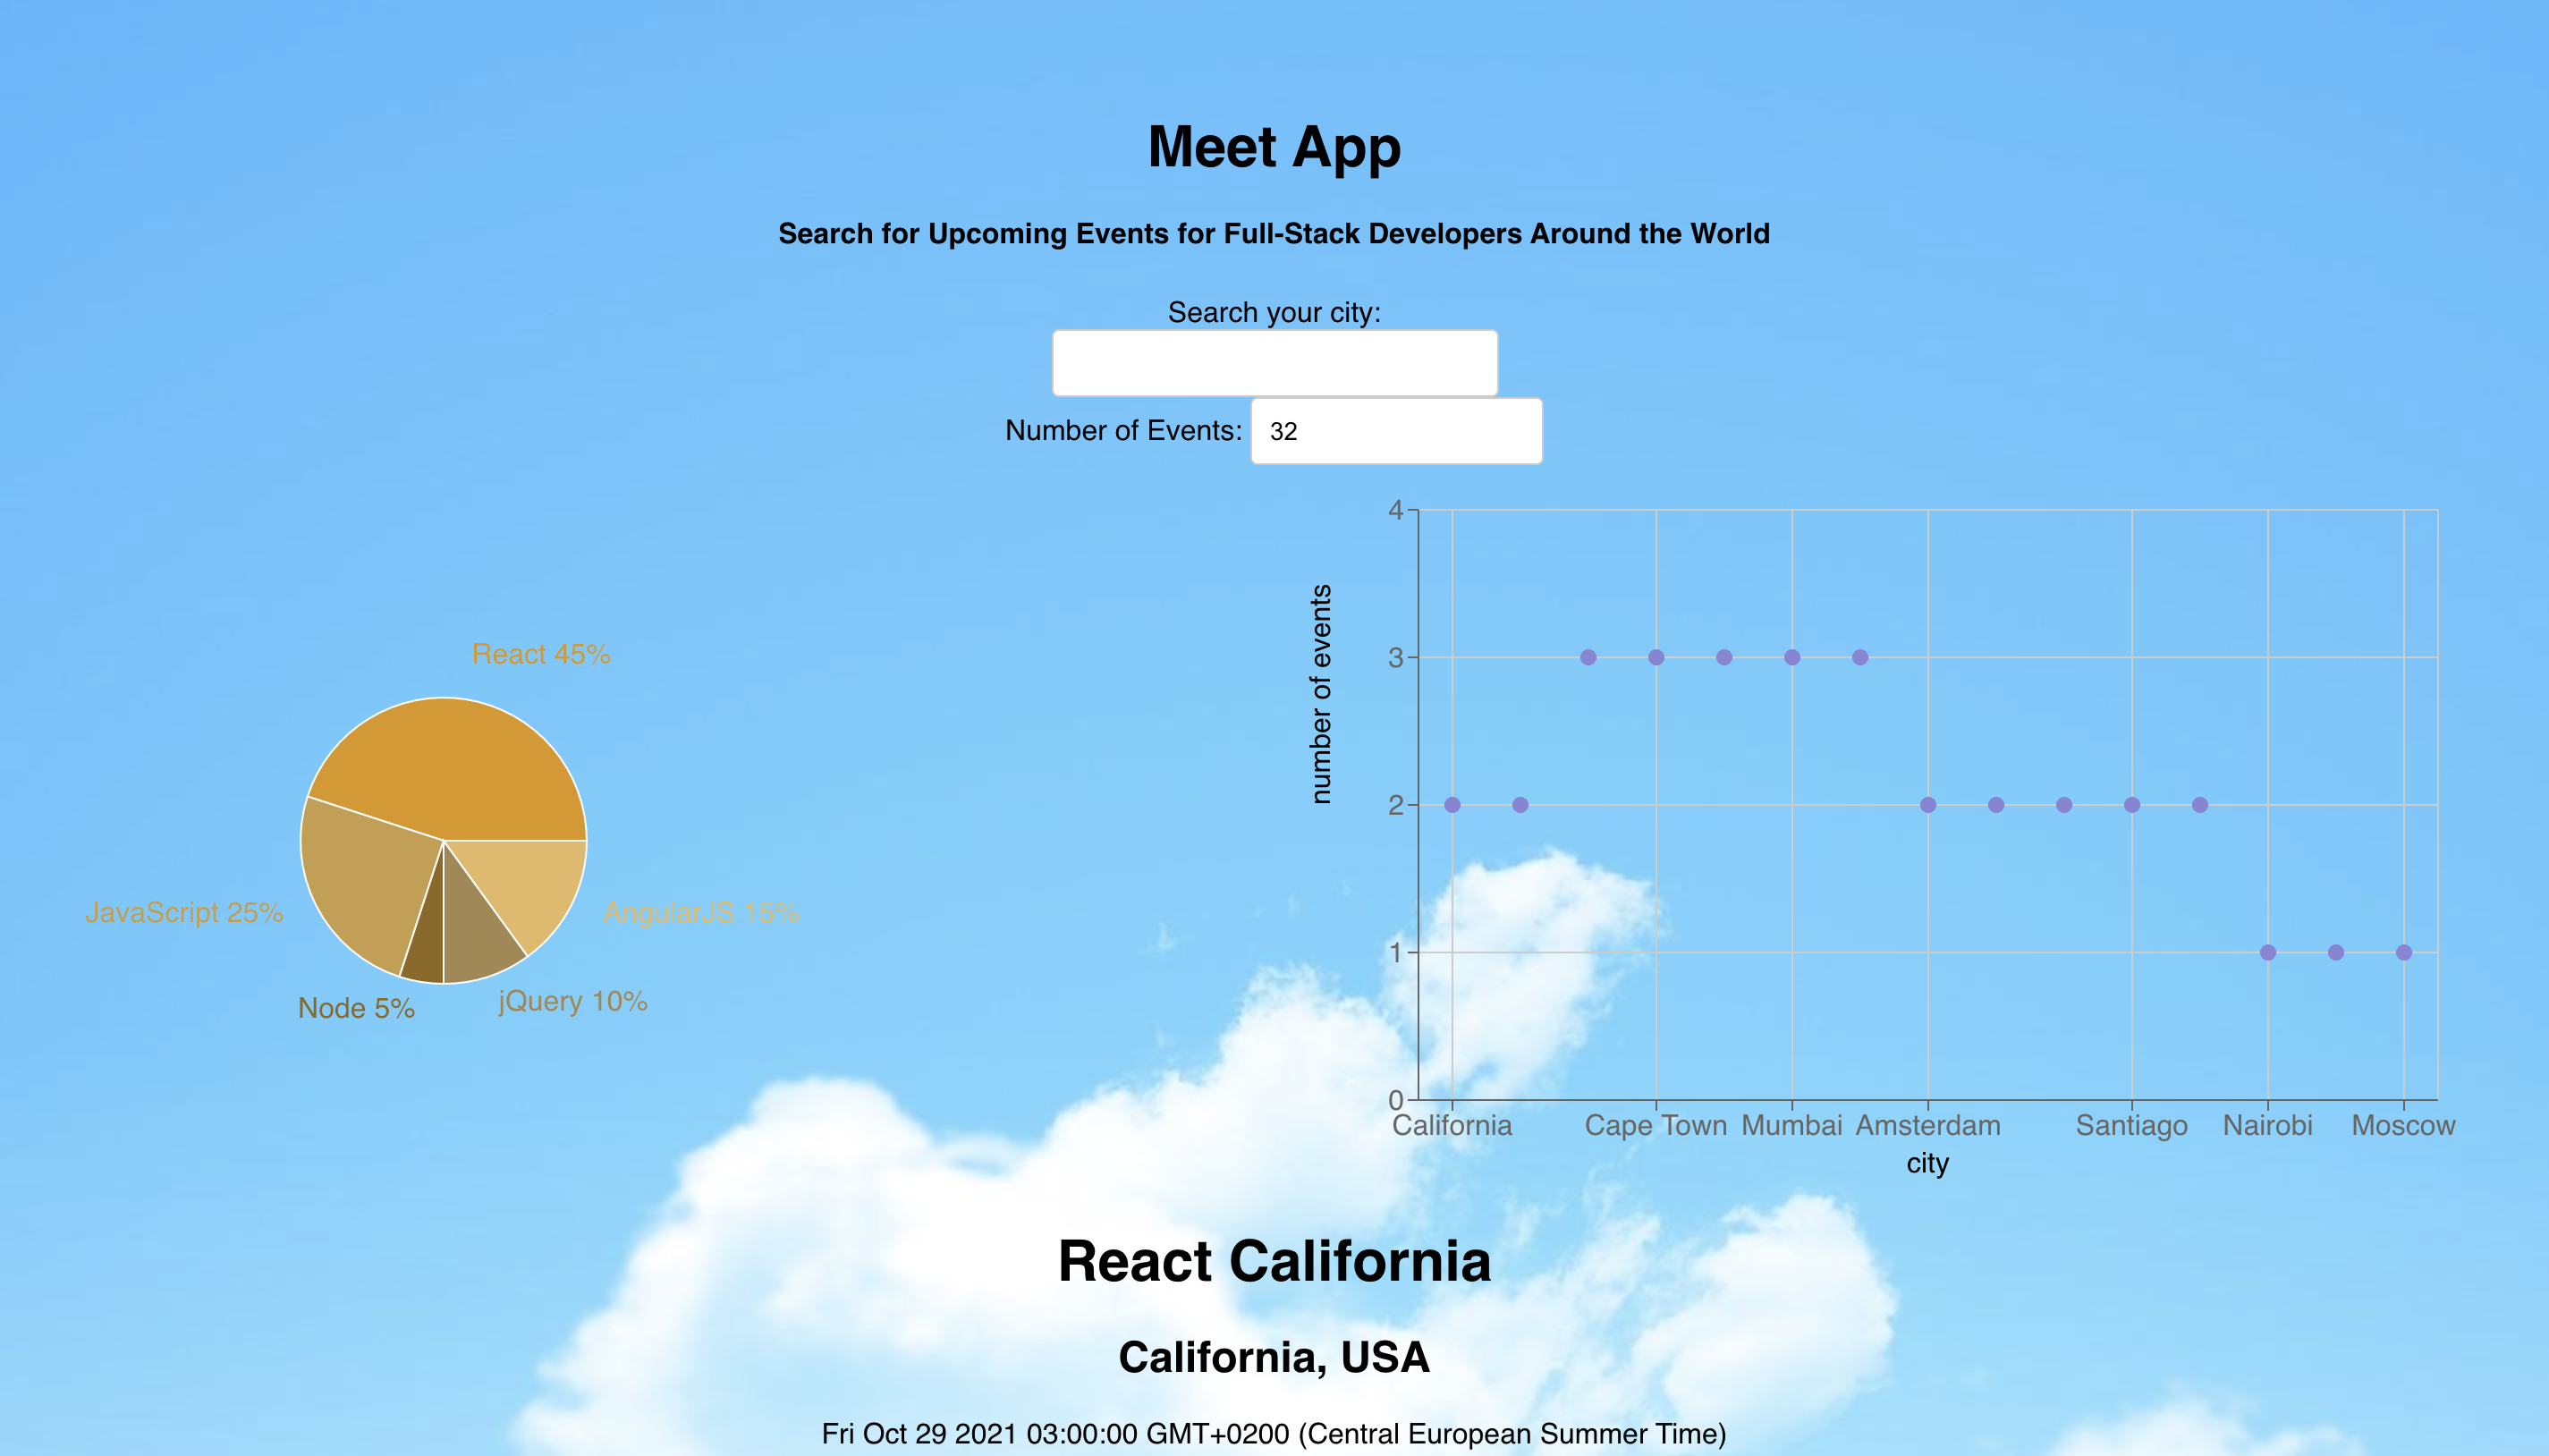 Meet App
Search for Upcoming Events for Full-Stack Developers Around the World
Search your city:
Number of Events: 32
React 45%
JavaScript 25%
AngularJS 15%
Node 5%
jQuery 10%
number of events
4
3
2
1
0
California Cape Town Mumbai Amsterdam Santiago Nairobi Moscow
city
React California
California, USA
Fri Oct 29 2021 03:00:00 GMT+0200 (Central European Summer Time)